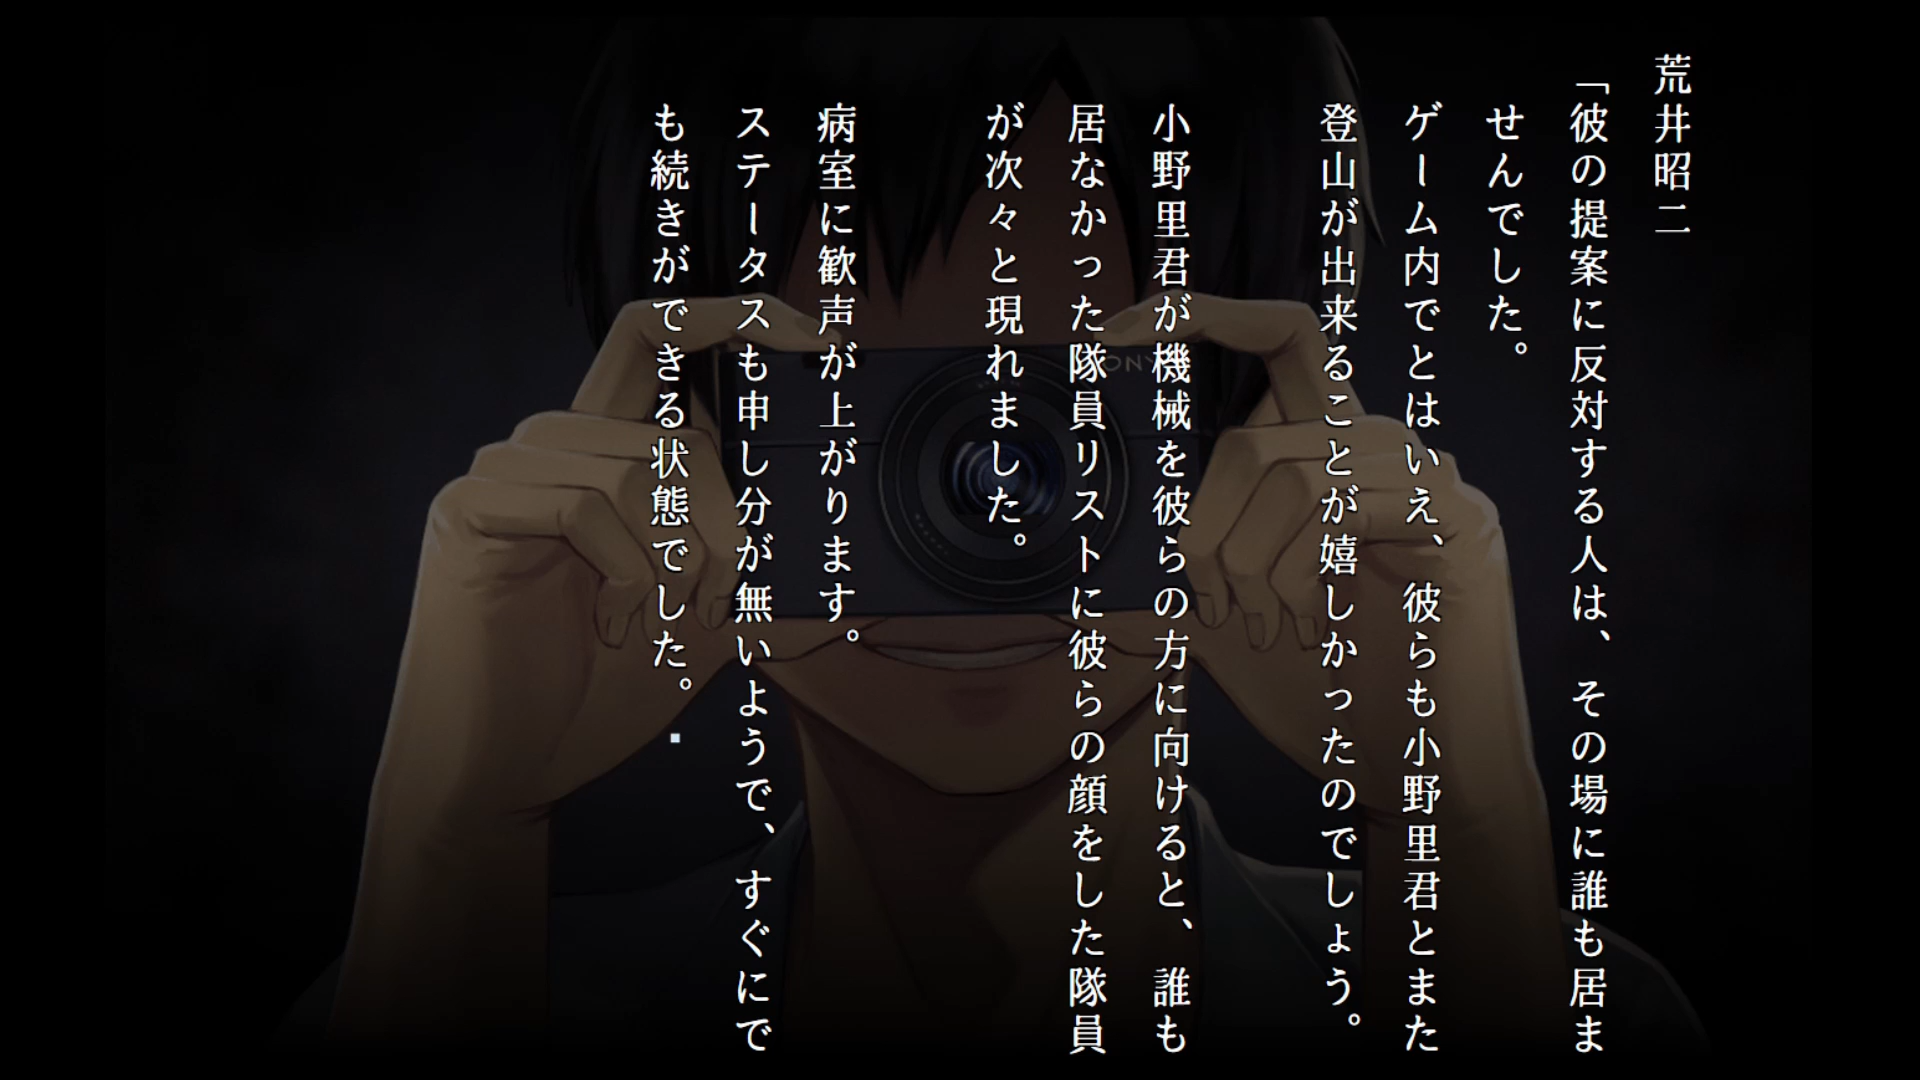 荒井昭二
「彼の提案に反対する人は、その場に誰も居ま
せんでした。
ゲーム内でとはいえ、彼らも小野里君とまた
登山が出来ることが嬉しかったのでしょう。
小野里君が機械を彼らの方に向けると、誰も
居なかった隊員リストに彼らの顔をした隊員
が次々と現れました。
病室に歓声が上がります。
ステータスも申し分が無いようで、すぐにで
も続きができる状態でした。